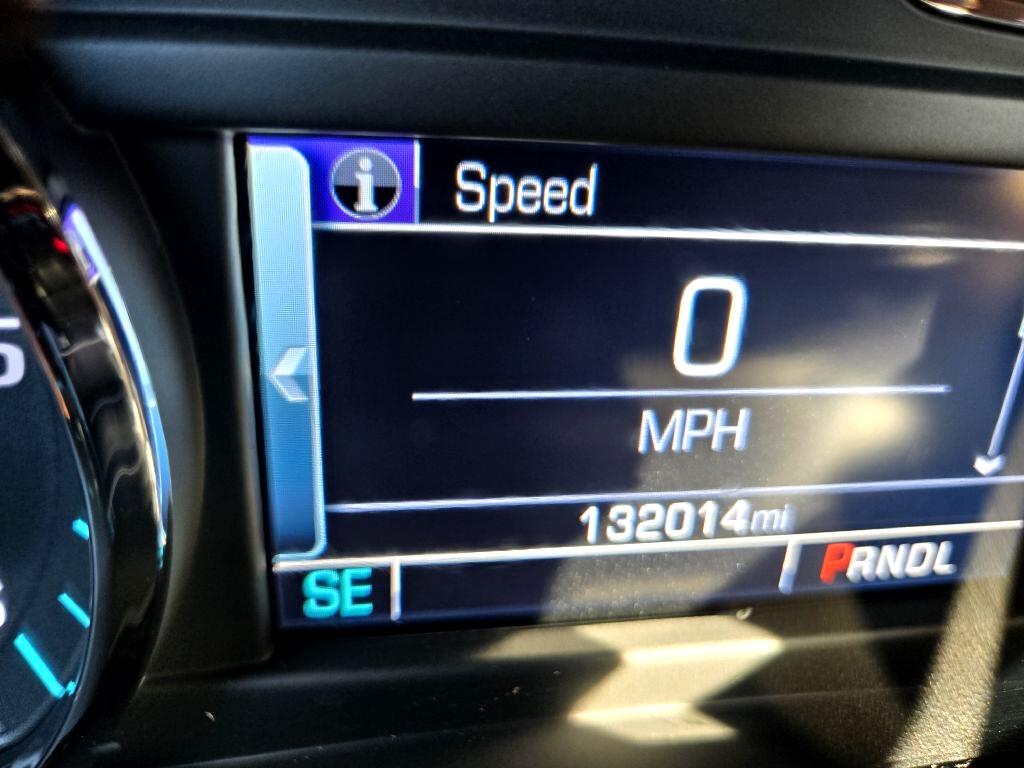 i Speed
0
MPH
132014mi
SE PRNDL